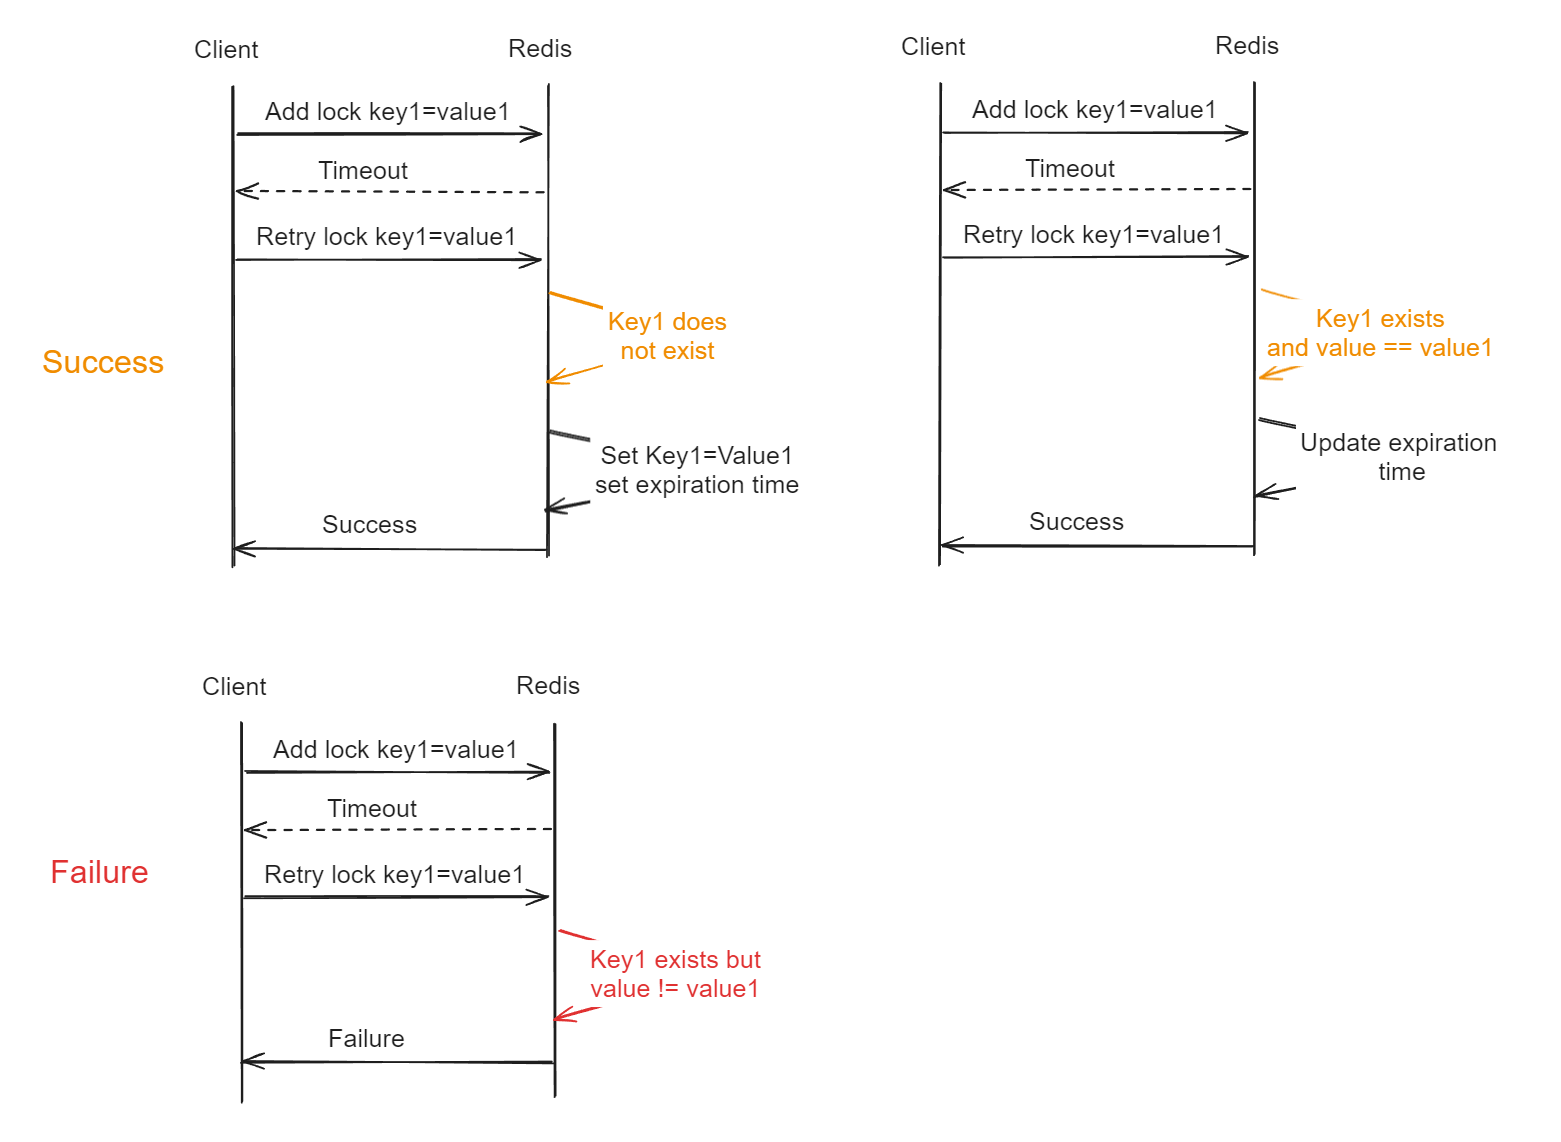 Client
Redis
Add lock key1=value1
Timeout
Retry lock key1=value1
Key1 does
not exist
Success
Set Key1=Value1
set expiration time
Success
Client
Redis
Add lock key1=value1
Timeout
Retry lock key1=value1
Key1 exists
and value == value1
Update expiration
time
Success
Client
Redis
Add lock key1=value1
Timeout
Retry lock key1=value1
Failure
Key1 exists but
value != value1
Failure